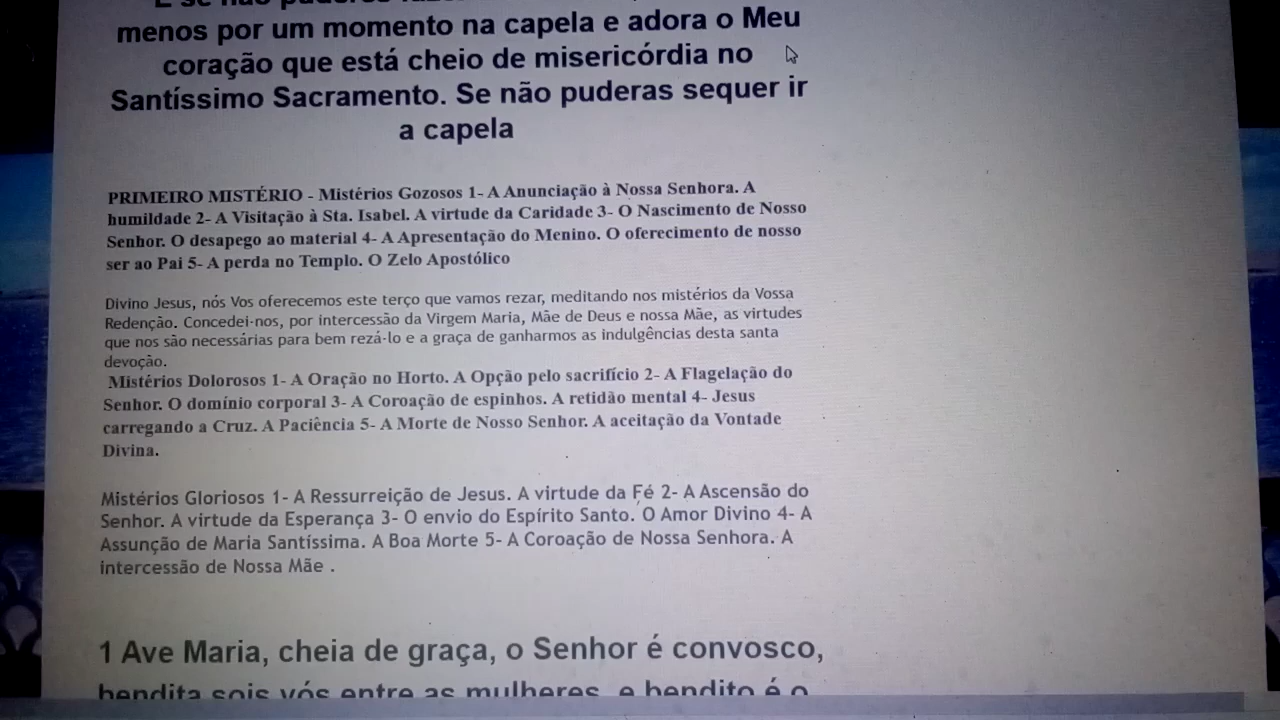 menos por um momento na capela e adora o Meu
coração que está cheio de misericórdia no
Santíssimo Sacramento. Se não puderas sequer ir
a capela
PRIMEIRO MISTÉRIO - Mistérios Gozosos 1- A Anunciação à Nossa Senhora. A
humildade 2- A Visitação à Sta. Isabel. A virtude da Caridade 3- O Nascimento de Nosso
Senhor. O desapego ao material 4- A Apresentação do Menino. O oferecimento de nosso
ser ao Pai 5- A perda no Templo. O Zelo Apostólico
Divino Jesus, nós Vos oferecemos este terço que vamos rezar, meditando nos mistérios da Vossa
Redenção. Concedei-nos, por intercessão da Virgem Maria, Mãe de Deus e nossa Mãe, as virtudes
que nos são necessárias para bem rezá-lo e a graça de ganharmos as indulgências desta santa
devoção.
Mistérios Dolorosos 1- A Oração no Horto. A Opção pelo sacrifício 2- A Flagelação do
Senhor. O domínio corporal 3- A Coroação de espinhos. A retidão mental 4- Jesus
carregando a Cruz. A Paciência 5- A Morte de Nosso Senhor. A aceitação da Vontade
Divina.
Mistérios Gloriosos 1- A Ressurreição de Jesus. A virtude da Fé 2- A Ascensão do
Senhor. A virtude da Esperança 3- O envio do Espírito Santo. O Amor Divino 4- A
Assunção de Maria Santíssima. A Boa Morte 5- A Coroação de Nossa Senhora. A
intercessão de Nossa Mãe .
1 Ave Maria, cheia de graça, o Senhor é convosco,
bendita sois vós entre as mulheres, e bendito é o